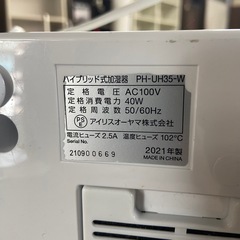 ハイブリッド式加湿器 PH-UH35-W
定格電圧 AC100V
定格消費電力 40W
定格周波数 50/60Hz
アイリスオーヤマ株式会社
電流ヒューズ 2.5A 温度ヒューズ 102℃
Serial No.
210900669
2021年製
MADE IN CHINA